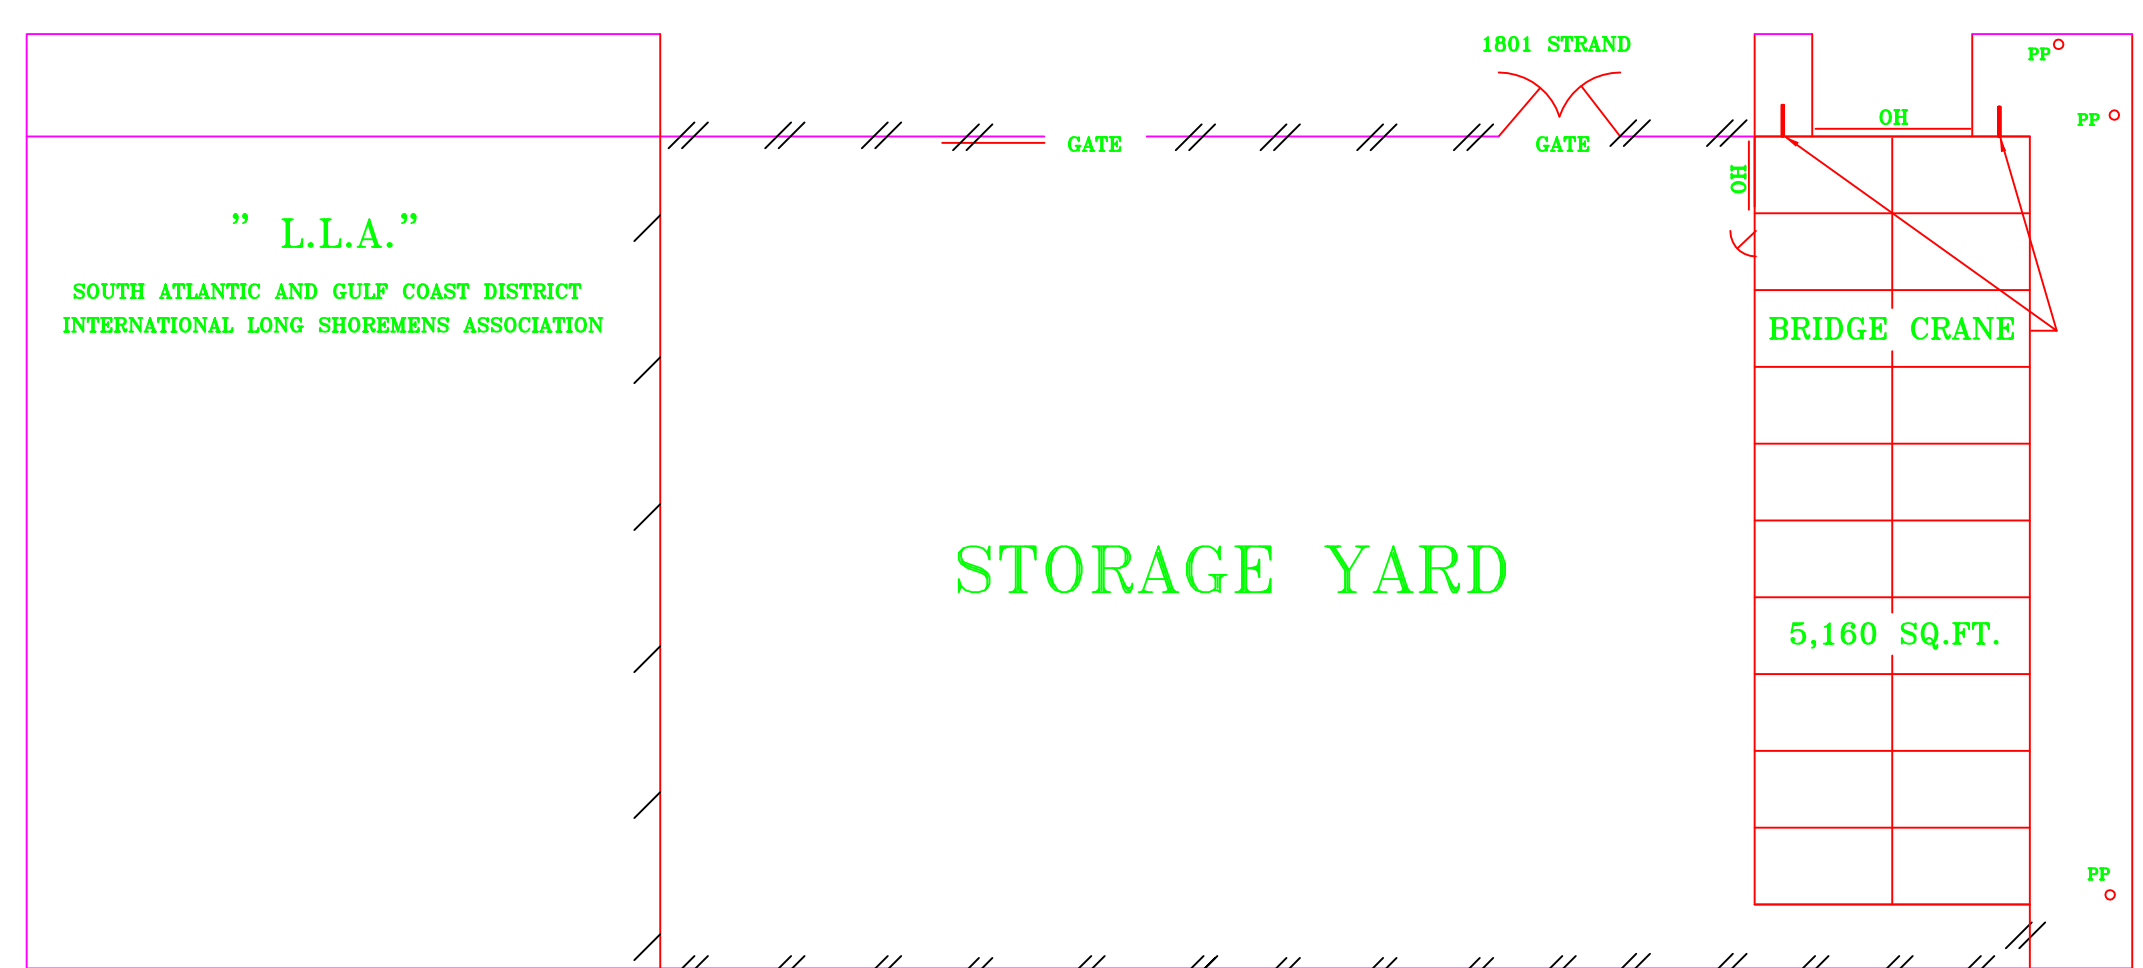 1801 STRAND
PP
OH
PP
GATE
GATE
OH
" L.L.A."
SOUTH ATLANTIC AND GULF COAST DISTRICT
INTERNATIONAL LONG SHOREMENS ASSOCIATION
BRIDGE CRANE
STORAGE YARD
5,160 SQ.FT.
PP